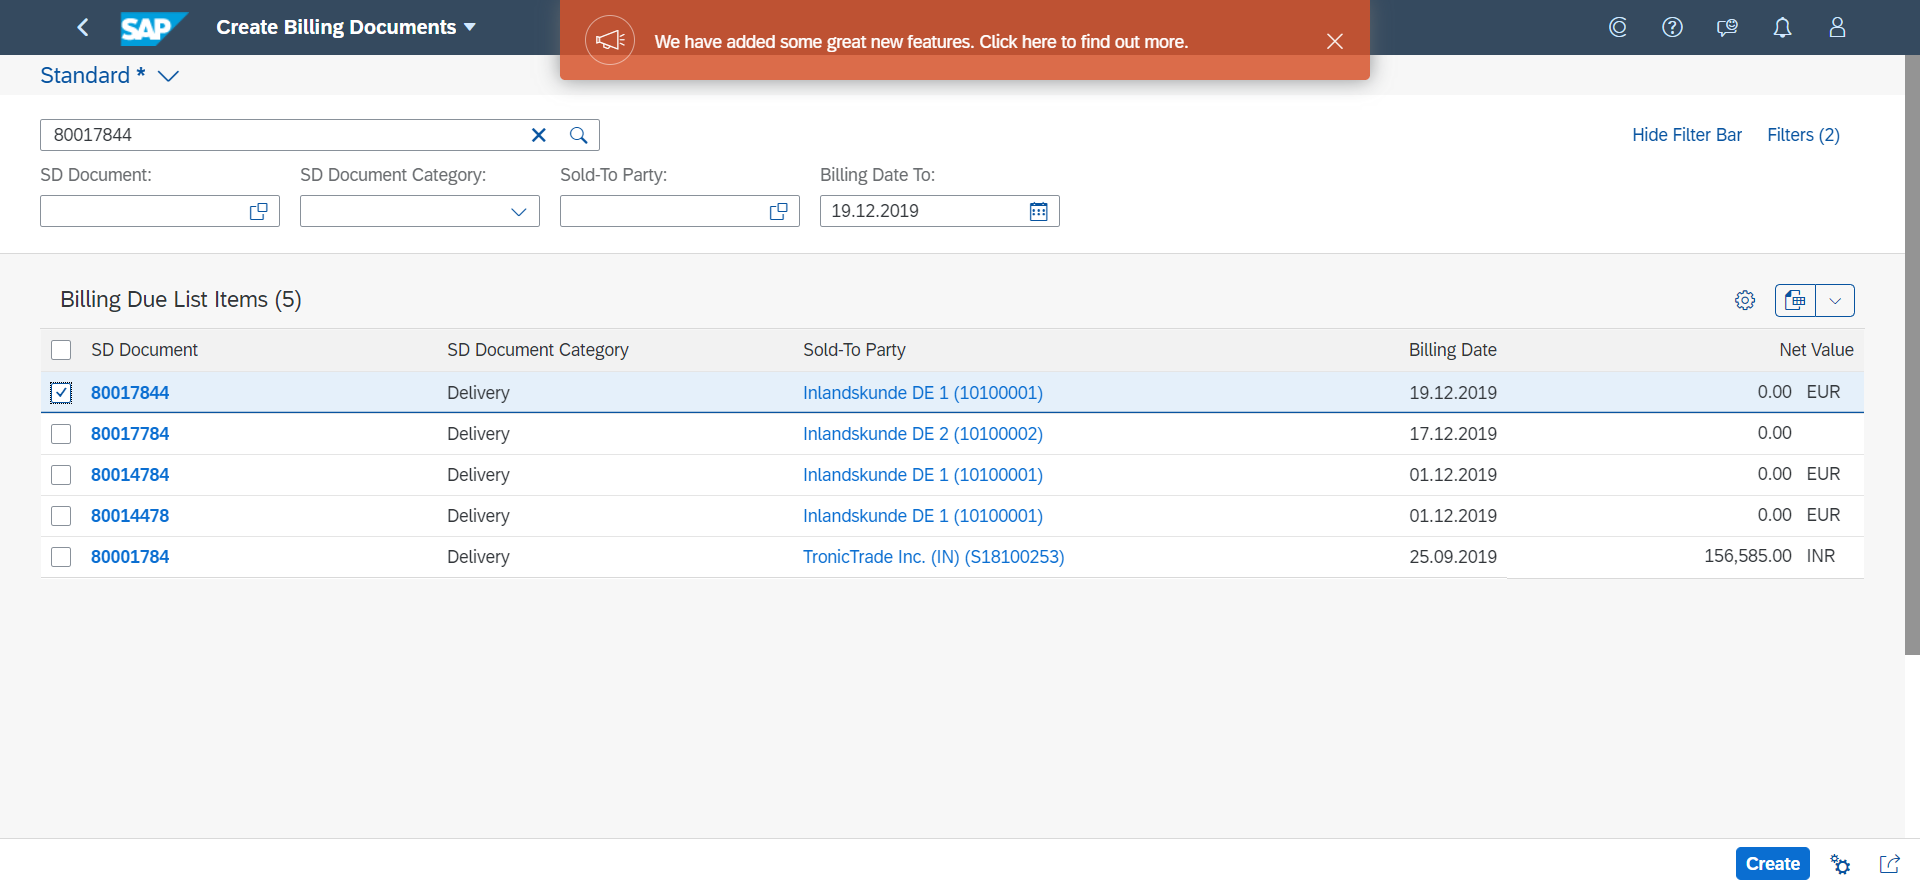 SAP Create Billing Documents
We have added some great new features. Click here to find out more.
Standard *
80017844
Hide Filter Bar Filters (2)
SD Document: SD Document Category: Sold-To Party: Billing Date To:
19.12.2019
Billing Due List Items (5)
SD Document SD Document Category Sold-To Party Billing Date Net Value
80017844 Delivery Inlandskunde DE 1 (10100001) 19.12.2019 0.00 EUR
80017784 Delivery Inlandskunde DE 2 (10100002) 17.12.2019 0.00
80014784 Delivery Inlandskunde DE 1 (10100001) 01.12.2019 0.00 EUR
80014478 Delivery Inlandskunde DE 1 (10100001) 01.12.2019 0.00 EUR
80001784 Delivery TronicTrade Inc. (IN) (S18100253) 25.09.2019 156,585.00 INR
Create